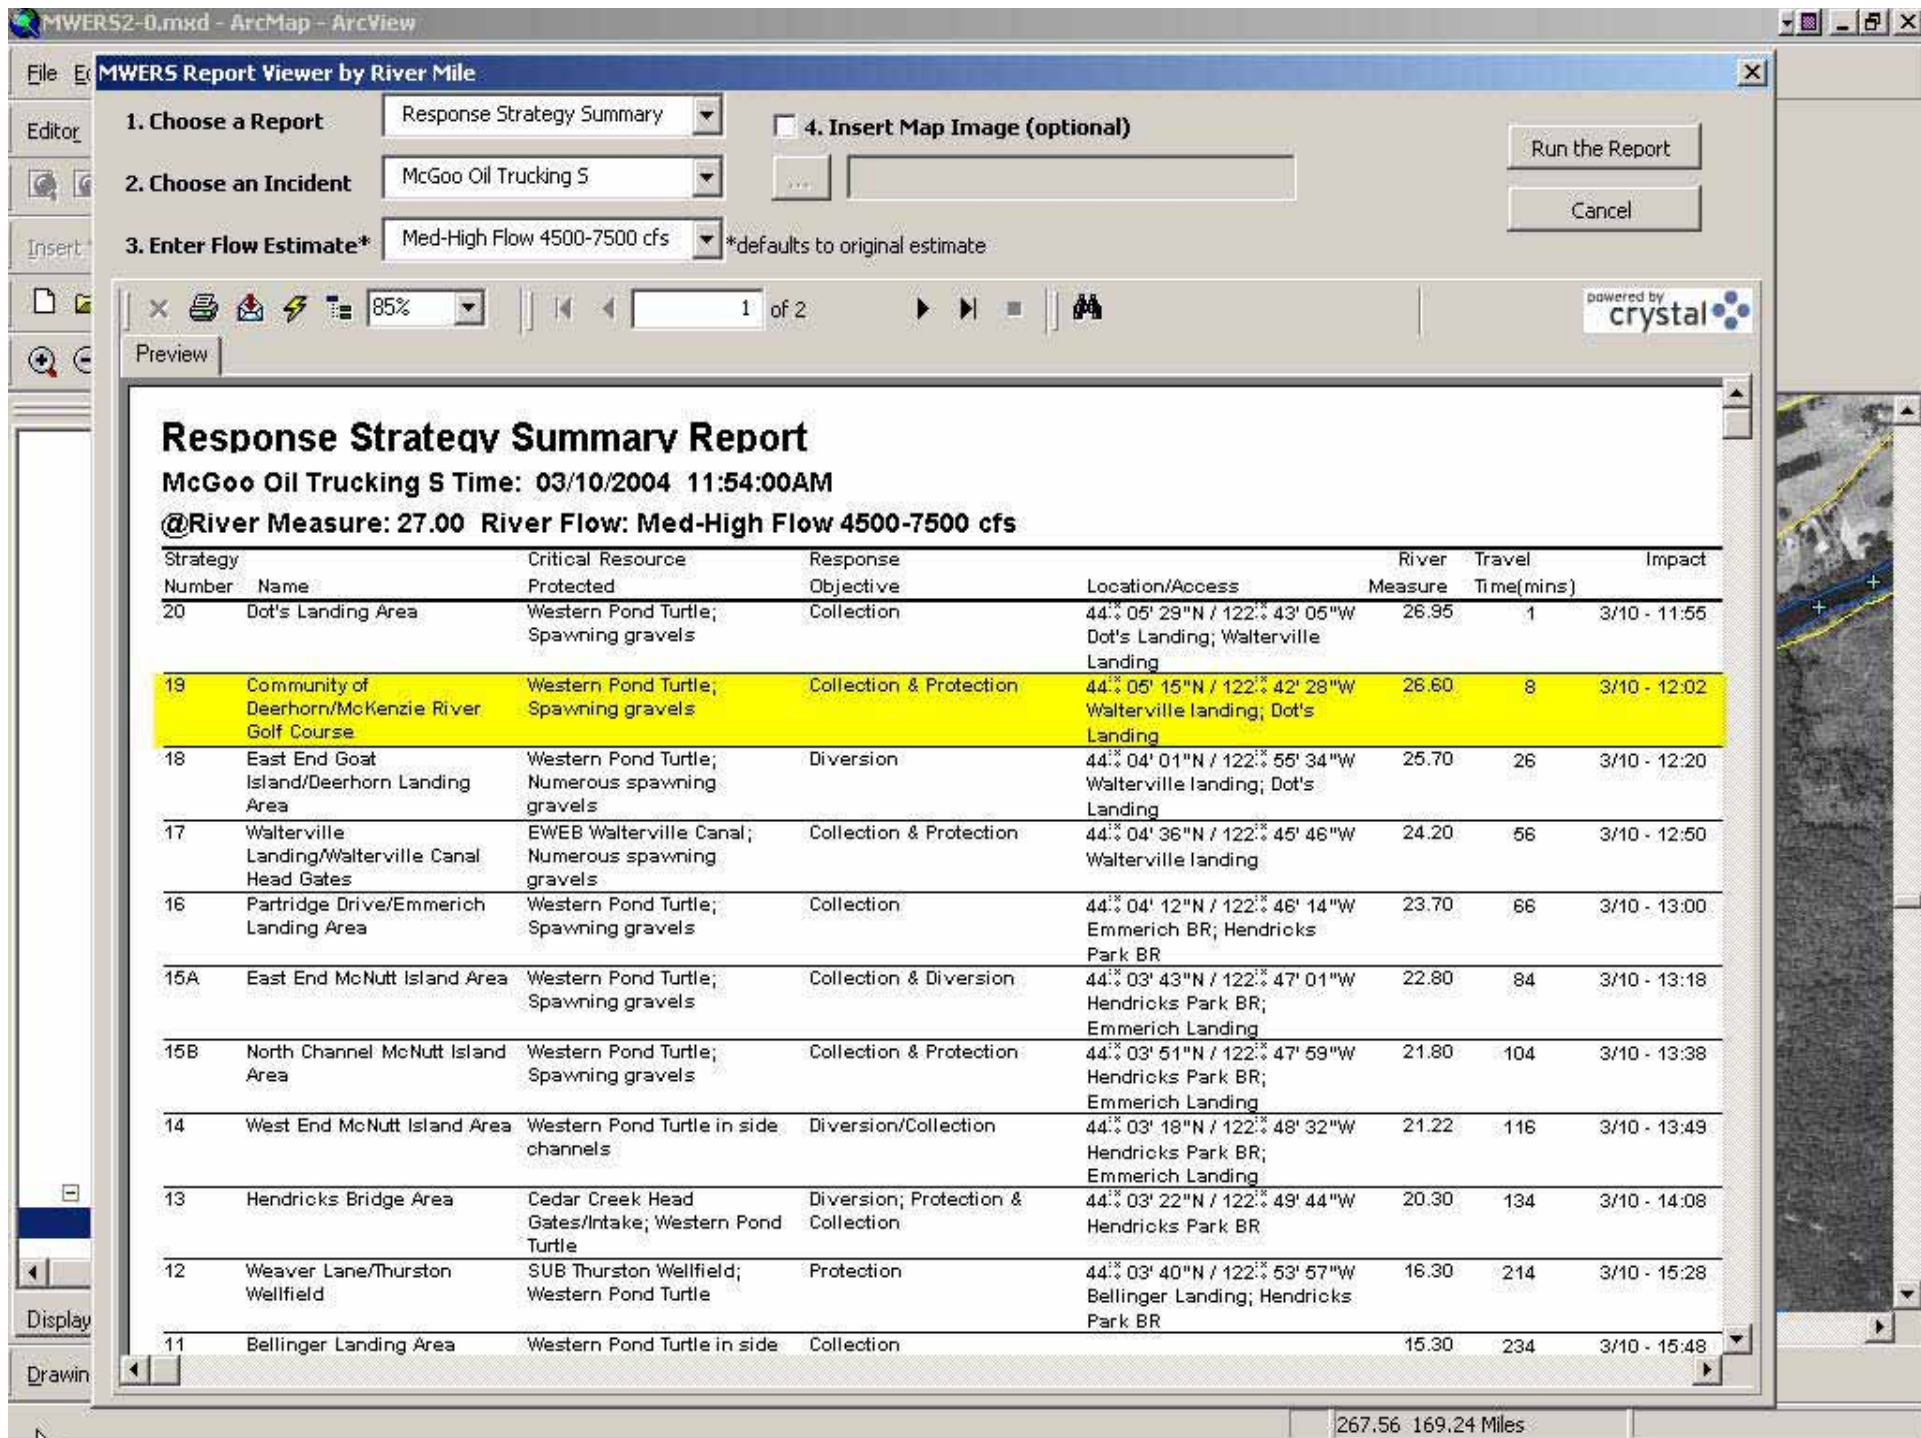 MWERS2-0.mxd - ArcMap - ArcView
File
MWERS Report Viewer by River Mile
Editor
1. Choose a Report
Response Strategy Summary
4. Insert Map Image (optional)
Run the Report
2. Choose an Incident
McGoo Oil Trucking S
...
Cancel
Insert
3. Enter Flow Estimate*
Med-High Flow 4500-7500 cfs
*defaults to original estimate
85%
1 of 2
powered by
crystal
Preview
Response Strategy Summary Report
McGoo Oil Trucking S Time: 03/10/2004 11:54:00AM
@River Measure: 27.00 River Flow: Med-High Flow 4500-7500 cfs
Strategy Critical Resource Response River Travel Impact
Number Name Protected Objective Location/Access Measure Time(mins)
20 Dot's Landing Area Western Pond Turtle; Collection 44° 05' 29"N / 122° 43' 05"W 26.95 1 3/10 - 11:55
Spawning gravels Dot's Landing; Walterville
Landing
19 Community of Western Pond Turtle; Collection & Protection 44° 05' 15"N / 122° 42' 28"W 26.60 8 3/10 - 12:02
Deerhorn/McKenzie River Spawning gravels Walterville landing; Dot's
Golf Course Landing
18 East End Goat Western Pond Turtle; Diversion 44° 04' 01"N / 122° 55' 34"W 25.70 26 3/10 - 12:20
Island/Deerhorn Landing Numerous spawning Walterville landing; Dot's
Area gravels Landing
17 Walterville EWEB Walterville Canal; Collection & Protection 44° 04' 36"N / 122° 45' 46"W 24.20 56 3/10 - 12:50
Landing/Walterville Canal Numerous spawning Walterville landing
Head Gates gravels
16 Partridge Drive/Emmerich Western Pond Turtle; Collection 44° 04' 12"N / 122° 46' 14"W 23.70 66 3/10 - 13:00
Landing Area Spawning gravels Emmerich BR; Hendricks
Park BR
15A East End McNutt Island Area Western Pond Turtle; Collection & Diversion 44° 03' 43"N / 122° 47' 01"W 22.80 84 3/10 - 13:18
Spawning gravels Hendricks Park BR;
Emmerich Landing
15B North Channel McNutt Island Western Pond Turtle; Collection & Protection 44° 03' 51"N / 122° 47' 59"W 21.80 104 3/10 - 13:38
Area Spawning gravels Hendricks Park BR;
Emmerich Landing
14 West End McNutt Island Area Western Pond Turtle in side Diversion/Collection 44° 03' 18"N / 122° 48' 32"W 21.22 116 3/10 - 13:49
channels Hendricks Park BR;
Emmerich Landing
13 Hendricks Bridge Area Cedar Creek Head Diversion; Protection & 44° 03' 22"N / 122° 49' 44"W 20.30 134 3/10 - 14:08
Gates/Intake; Western Pond Collection Hendricks Park BR
Turtle
12 Weaver Lane/Thurston SUB Thurston Wellfield; Protection 44° 03' 40"N / 122° 53' 57"W 16.30 214 3/10 - 15:28
Wellfield Western Pond Turtle Bellinger Landing; Hendricks
Park BR
11 Bellinger Landing Area Western Pond Turtle in side Collection 15.30 234 3/10 - 15:48
Display
Drawin
267.56 169.24 Miles